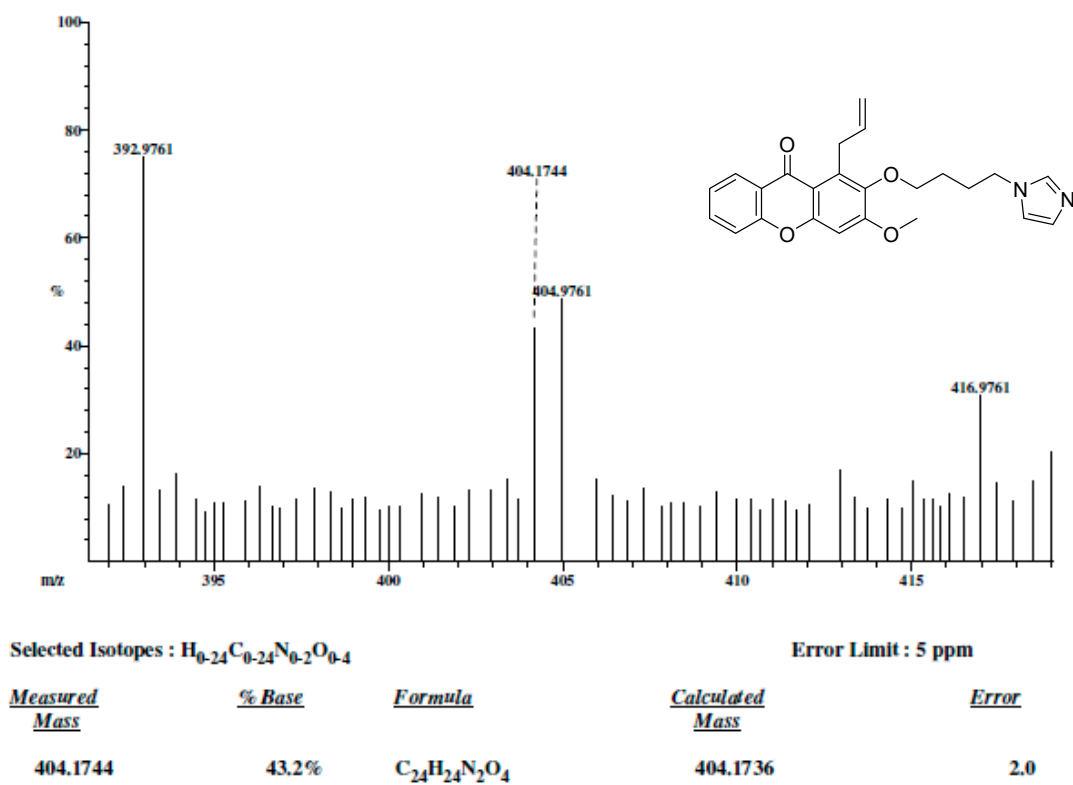 100
80
392.9761
404.1744
60
%
404.9761
40
416.9761
20
m/z
395
400
405
410
415
O
O
N
N
O
O
Selected Isotopes : H0-24C0-24N0-2O0-4
Error Limit : 5 ppm
Measured Mass
% Base
Formula
Calculated Mass
Error
404.1744
43.2%
C24H24N2O4
404.1736
2.0